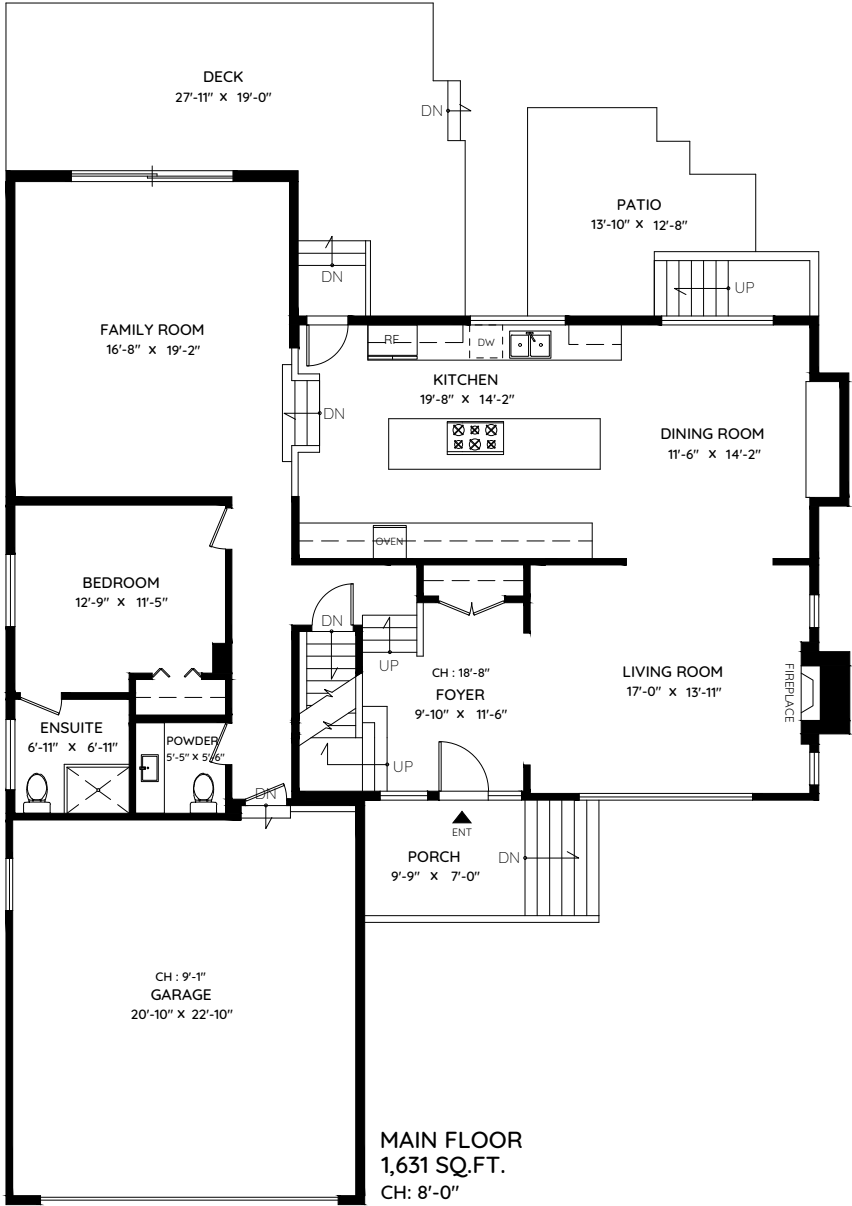 DECK
27'-11" X 19'-0"
DN
PATIO
13'-10" X 12'-8"
DN
UP
FAMILY ROOM
16'-8" X 19'-2"
RF
DW
KITCHEN
19'-8" X 14'-2"
DN
DINING ROOM
11'-6" X 14'-2"
OVEN
BEDROOM
12'-9" X 11'-5"
DN
UP
CH : 18'-8"
FOYER
9'-10" X 11'-6"
LIVING ROOM
17'-0" X 13'-11"
FIREPLACE
ENSUITE
6'-11" X 6'-11"
POWDER
5'-5" X 5'-6"
UP
DN
ENT
PORCH
9'-9" X 7'-0"
DN
CH : 9'-1"
GARAGE
20'-10" X 22'-10"
MAIN FLOOR
1,631 SQ.FT.
CH: 8'-0"